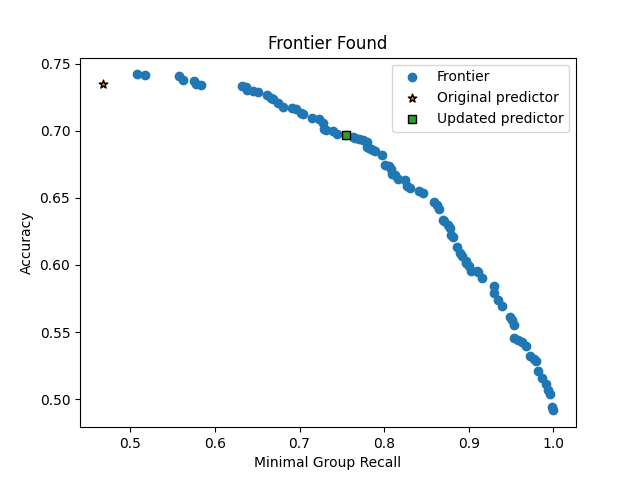 Frontier Found
Frontier
Original predictor
Updated predictor
Accuracy
0.75
0.70
0.65
0.60
0.55
0.50
0.5 0.6 0.7 0.8 0.9 1.0
Minimal Group Recall